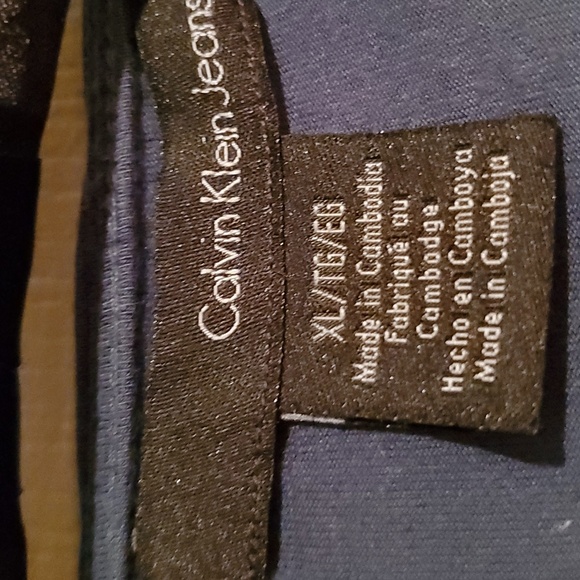 Calvin Klein Jeans
XL/TG/EG
Made in Cambodia
Fabriqué au
Cambodge
Hecho en Camboya
Made in Camboja